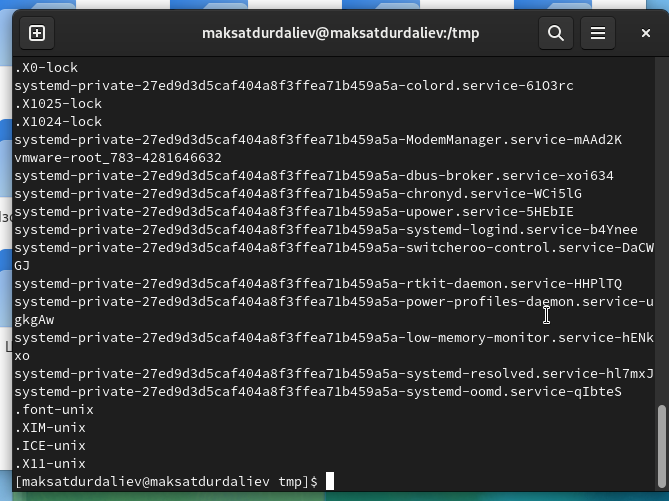 maksatdurdaliev@maksatdurdaliev:/tmp
.X0-lock
systemd-private-27ed9d3d5caf404a8f3ffea71b459a5a-colord.service-61O3rc
.X1025-lock
.X1024-lock
systemd-private-27ed9d3d5caf404a8f3ffea71b459a5a-ModemManager.service-mAAd2K
vmware-root_783-4281646632
systemd-private-27ed9d3d5caf404a8f3ffea71b459a5a-dbus-broker.service-xoi634
systemd-private-27ed9d3d5caf404a8f3ffea71b459a5a-chronyd.service-WCi5lG
systemd-private-27ed9d3d5caf404a8f3ffea71b459a5a-upower.service-5HEbIE
systemd-private-27ed9d3d5caf404a8f3ffea71b459a5a-systemd-logind.service-b4Ynee
systemd-private-27ed9d3d5caf404a8f3ffea71b459a5a-switcheroo-control.service-DaCW
GJ
systemd-private-27ed9d3d5caf404a8f3ffea71b459a5a-rtkit-daemon.service-HHPlTQ
systemd-private-27ed9d3d5caf404a8f3ffea71b459a5a-power-profiles-daemon.service-u
gkgAw
systemd-private-27ed9d3d5caf404a8f3ffea71b459a5a-low-memory-monitor.service-hENk
xo
systemd-private-27ed9d3d5caf404a8f3ffea71b459a5a-systemd-resolved.service-hl7mxJ
systemd-private-27ed9d3d5caf404a8f3ffea71b459a5a-systemd-oomd.service-qIbteS
.font-unix
.XIM-unix
.ICE-unix
.X11-unix
[maksatdurdaliev@maksatdurdaliev tmp]$